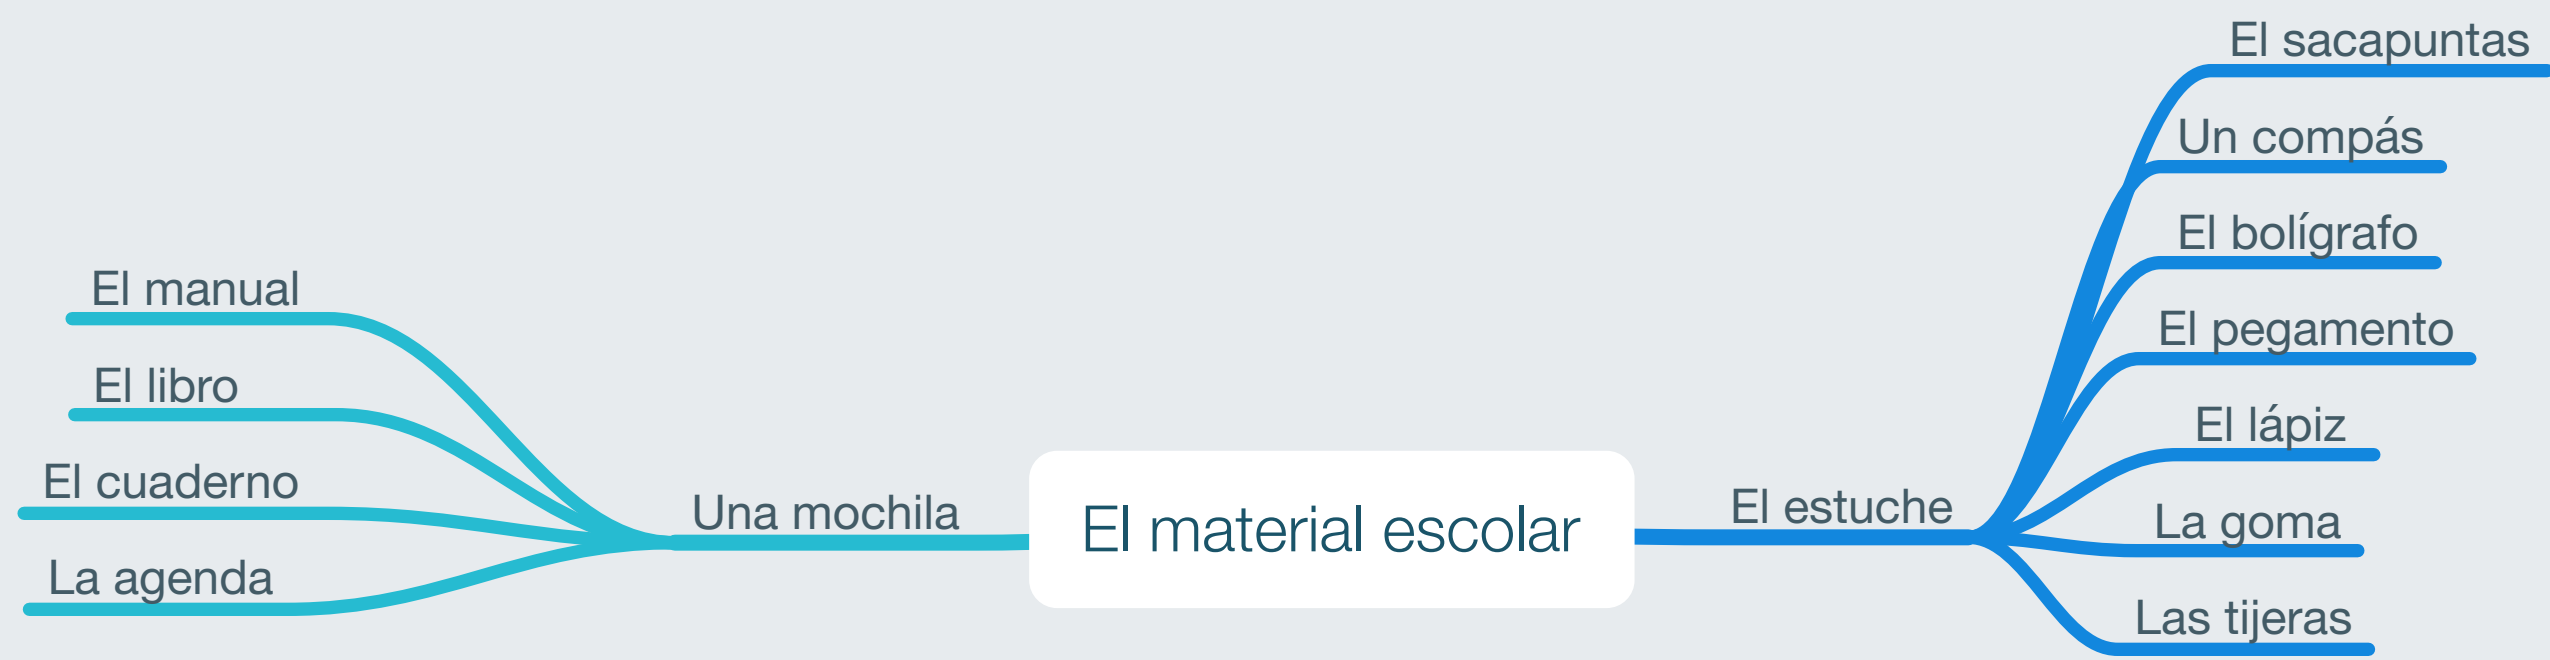 El material escolar
Una mochila
El manual
El libro
El cuaderno
La agenda
El estuche
El sacapuntas
Un compás
El bolígrafo
El pegamento
El lápiz
La goma
Las tijeras